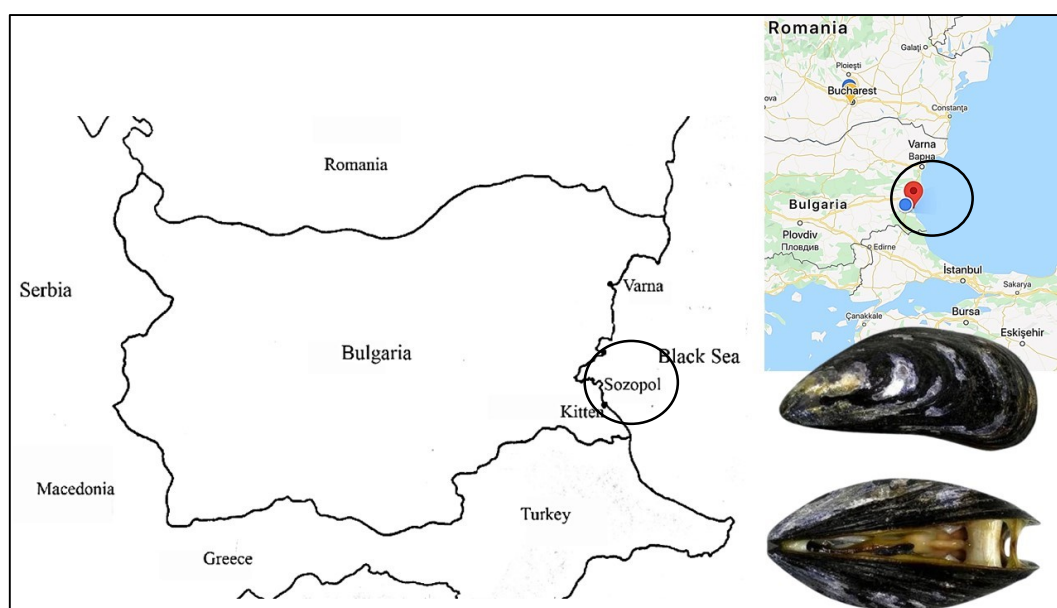 Romania
Serbia
Varna
Bulgaria
Black Sea
Sozopol
Kitten
Macedonia
Turkey
Greece
Romania
Galați
Ploiești
Bucharest
Constanța
Varna
Варна
Bulgaria
Plovdiv
Пловдив
Edirne
İstanbul
Sakarya
Çanakkale
Bursa
Eskişehir